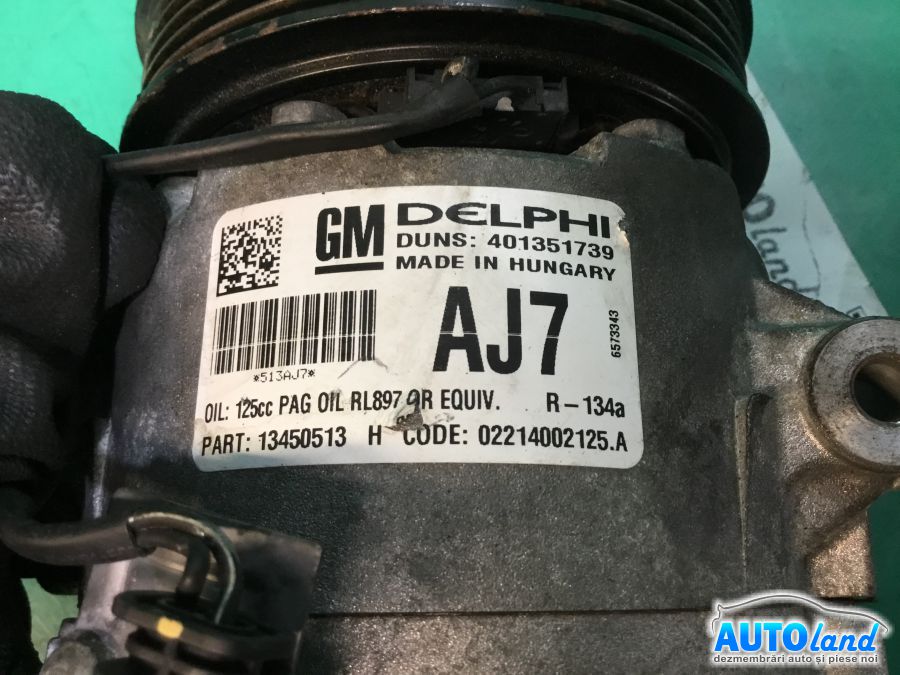 GM DELPHI
DUNS: 401351739
MADE IN HUNGARY
AJ7
6573343
*513AJ7*
OIL: 125cc PAG OIL RL897 OR EQUIV. R-134a
PART: 13450513 H CODE: 02214002125.A
Oland
AUTOland
dezmembrări auto și piese noi